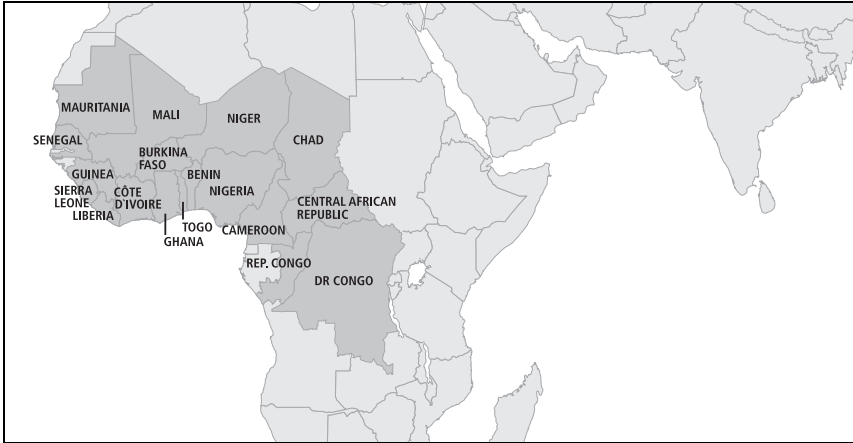 MAURITANIA
MALI
NIGER
CHAD
SENEGAL
BURKINA
FASO
GUINEA
BENIN
NIGERIA
SIERRA
LEONE
CÔTE
D'IVOIRE
LIBERIA
TOGO
GHANA
CAMEROON
CENTRAL AFRICAN
REPUBLIC
REP. CONGO
DR CONGO